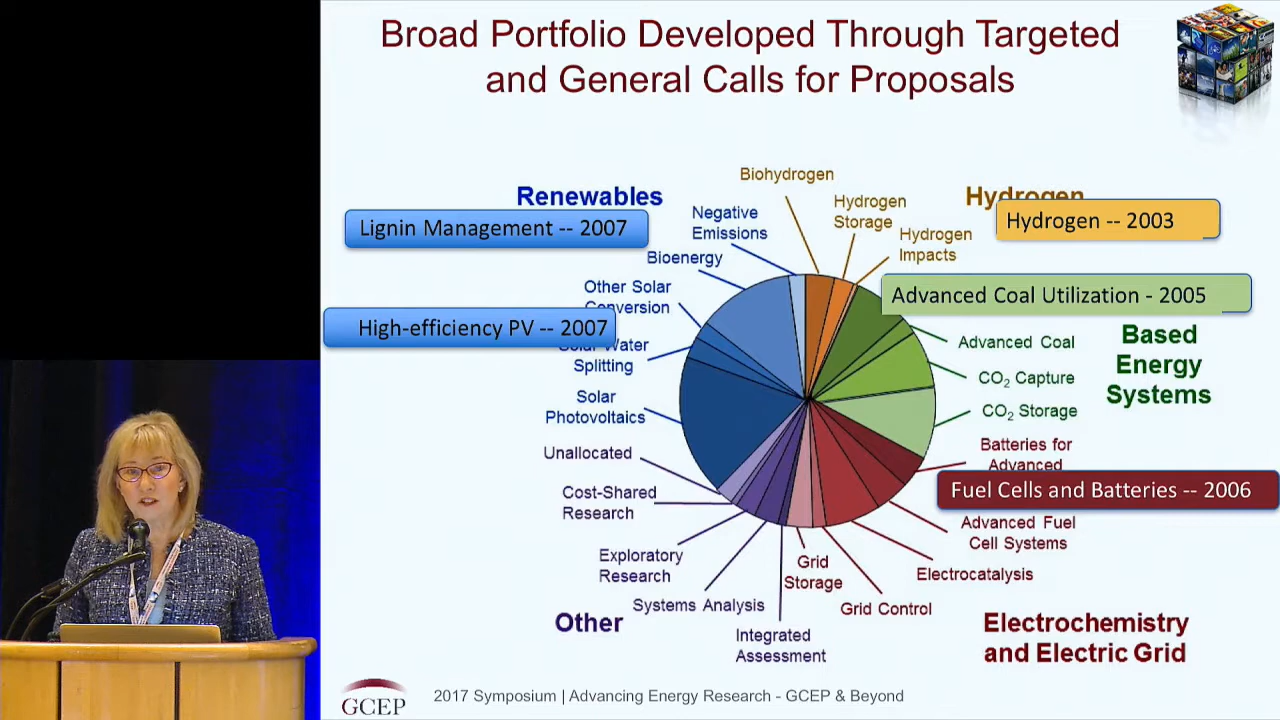 Broad Portfolio Developed Through Targeted
and General Calls for Proposals
Biohydrogen
Renewables
Hydrogen
Lignin Management -- 2007
Negative
Emissions
Hydrogen
Storage
Hydrogen -- 2003
Hydrogen
Impacts
Bioenergy
Other Solar
Conversion
Advanced Coal Utilization - 2005
High-efficiency PV -- 2007
Solar Water
Splitting
Advanced Coal
Based
Energy
Systems
CO2 Capture
CO2 Storage
Solar
Photovoltaics
Unallocated
Batteries for
Advanced
Fuel Cells and Batteries -- 2006
Cost-Shared
Research
Advanced Fuel
Cell Systems
Exploratory
Research
Grid
Storage
Electrocatalysis
Systems Analysis
Grid Control
Other
Integrated
Assessment
Electrochemistry
and Electric Grid
GCEP
2017 Symposium | Advancing Energy Research - GCEP & Beyond